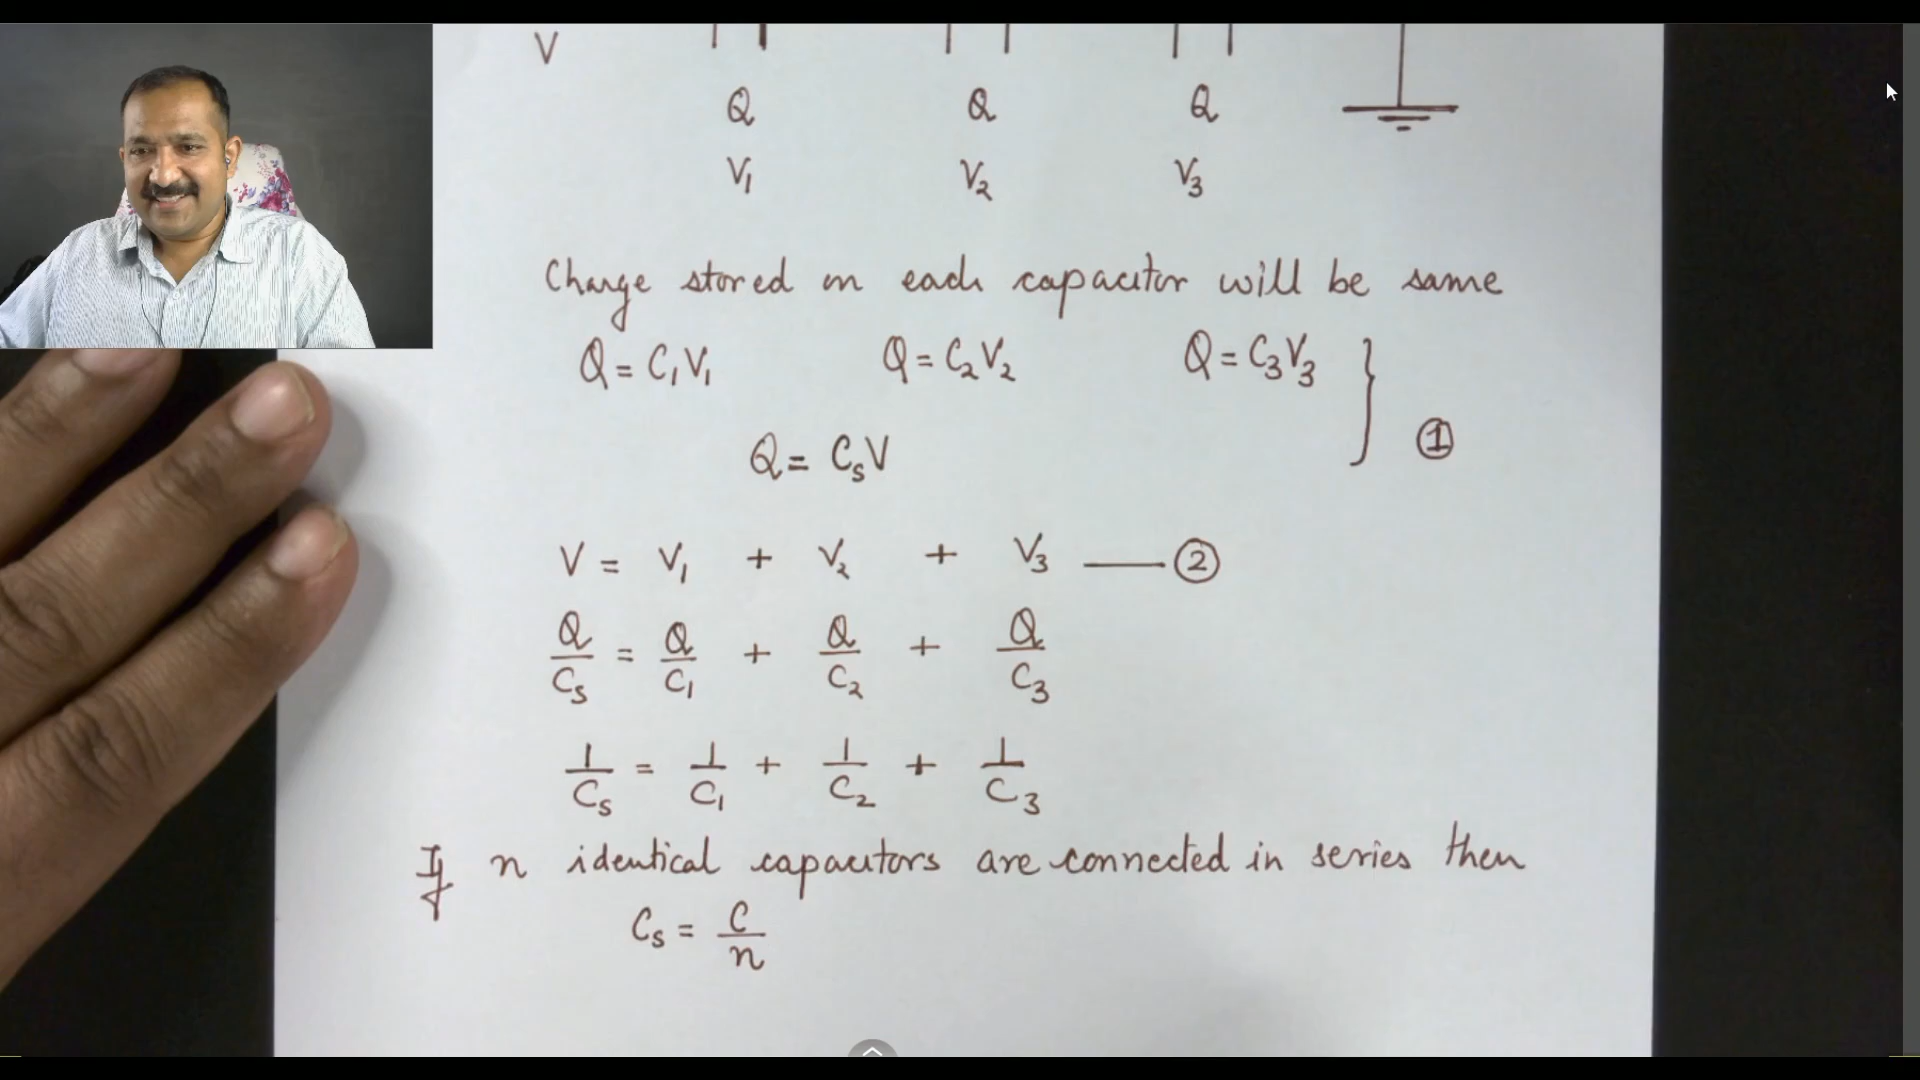 V
Q Q Q
V₁ V₂ V₃
Charge stored on each capacitor will be same
Q = C₁V₁ Q = C₂V₂ Q = C₃V₃ } ①
Q = CₛV
V = V₁ + V₂ + V₃ —— ②
Q/Cₛ = Q/C₁ + Q/C₂ + Q/C₃
1/Cₛ = 1/C₁ + 1/C₂ + 1/C₃
If n identical capacitors are connected in series then
Cₛ = C/n